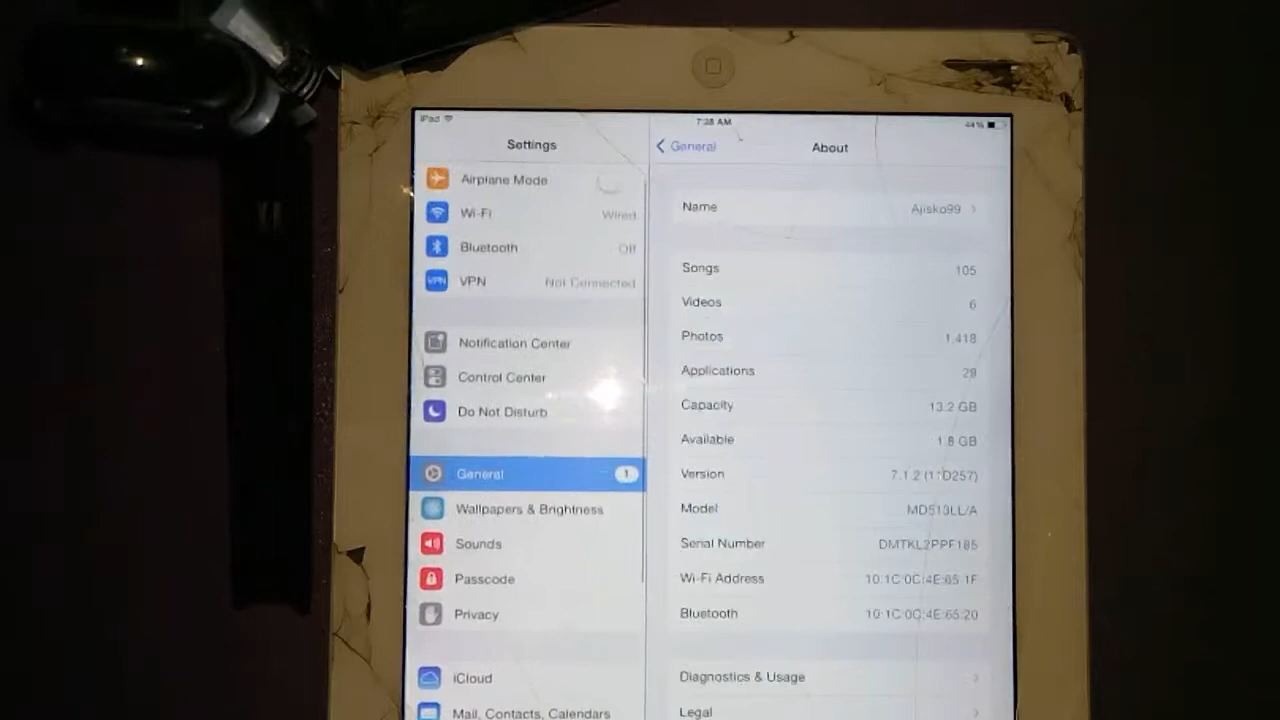 iPad
7:28 AM
44%
Settings
General
About
Airplane Mode
Wi-Fi
Wired
Bluetooth
Off
VPN
VPN
Not Connected
Notification Center
Control Center
Do Not Disturb
General
1
Wallpapers & Brightness
Sounds
Passcode
Privacy
iCloud
Mail, Contacts, Calendars
Name
Ajisko99
Songs
105
Videos
6
Photos
1,418
Applications
29
Capacity
13.2 GB
Available
1.8 GB
Version
7.1.2 (11D257)
Model
MD513LL/A
Serial Number
DMTKL2PPF185
Wi-Fi Address
10:1C:0C:4E:65:1F
Bluetooth
10:1C:0C:4E:65:20
Diagnostics & Usage
Legal